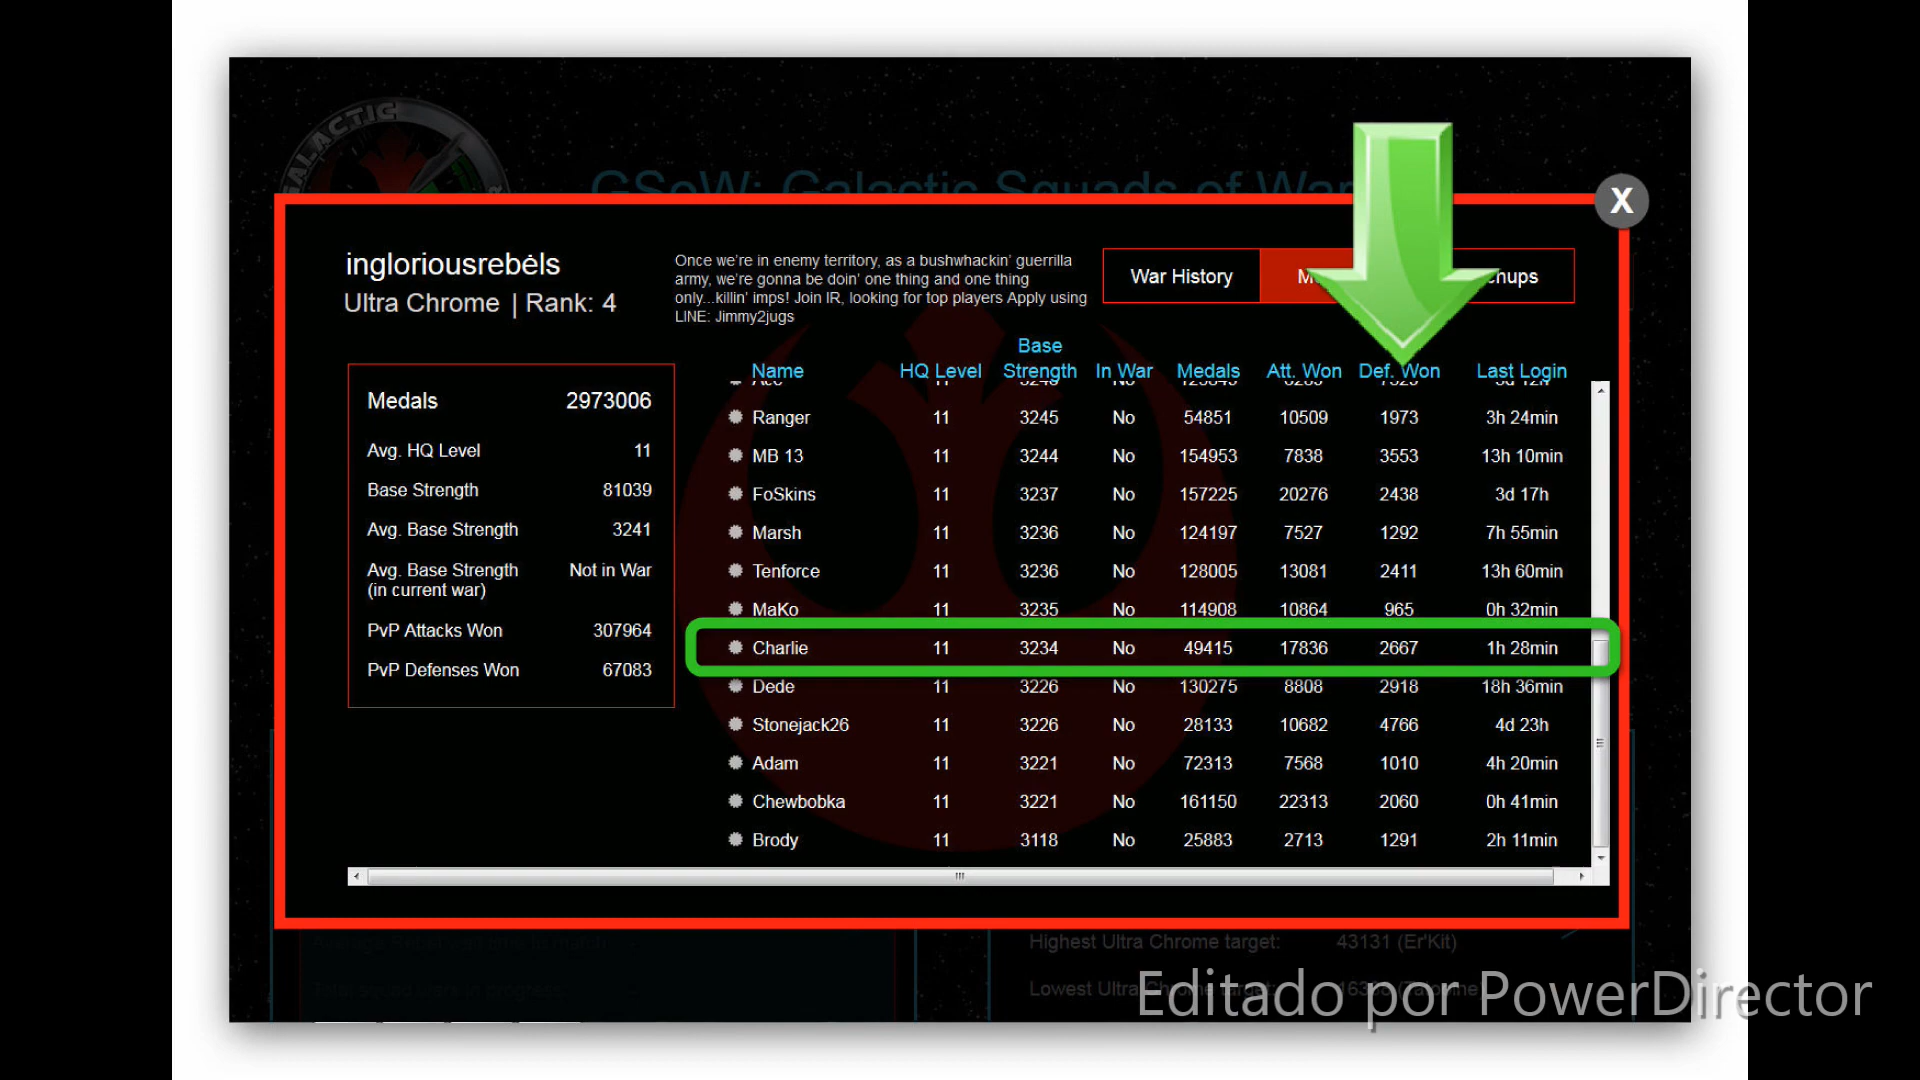 GALACTIC
GSoW: Galactic Squads of War
X
ingloriousrebėls
Ultra Chrome | Rank: 4
Once we're in enemy territory, as a bushwhackin' guerrilla
army, we're gonna be doin' one thing and one thing
only...killin' imps! Join IR, looking for top players Apply using
LINE: Jimmy2jugs
War History
Medals 2973006
Avg. HQ Level 11
Base Strength 81039
Avg. Base Strength 3241
Avg. Base Strength Not in War
(in current war)
PvP Attacks Won 307964
PvP Defenses Won 67083
Name HQ Level Base Strength In War Medals Att. Won Def. Won Last Login
Ranger 11 3245 No 54851 10509 1973 3h 24min
MB 13 11 3244 No 154953 7838 3553 13h 10min
FoSkins 11 3237 No 157225 20276 2438 3d 17h
Marsh 11 3236 No 124197 7527 1292 7h 55min
Tenforce 11 3236 No 128005 13081 2411 13h 60min
MaKo 11 3235 No 114908 10864 965 0h 32min
Charlie 11 3234 No 49415 17836 2667 1h 28min
Dede 11 3226 No 130275 8808 2918 18h 36min
Stonejack26 11 3226 No 28133 10682 4766 4d 23h
Adam 11 3221 No 72313 7568 1010 4h 20min
Chewbobka 11 3221 No 161150 22313 2060 0h 41min
Brody 11 3118 No 25883 2713 1291 2h 11min
Highest Ultra Chrome target: 43131 (Er'Kit)
Lowest Ultra
Editado por PowerDirector